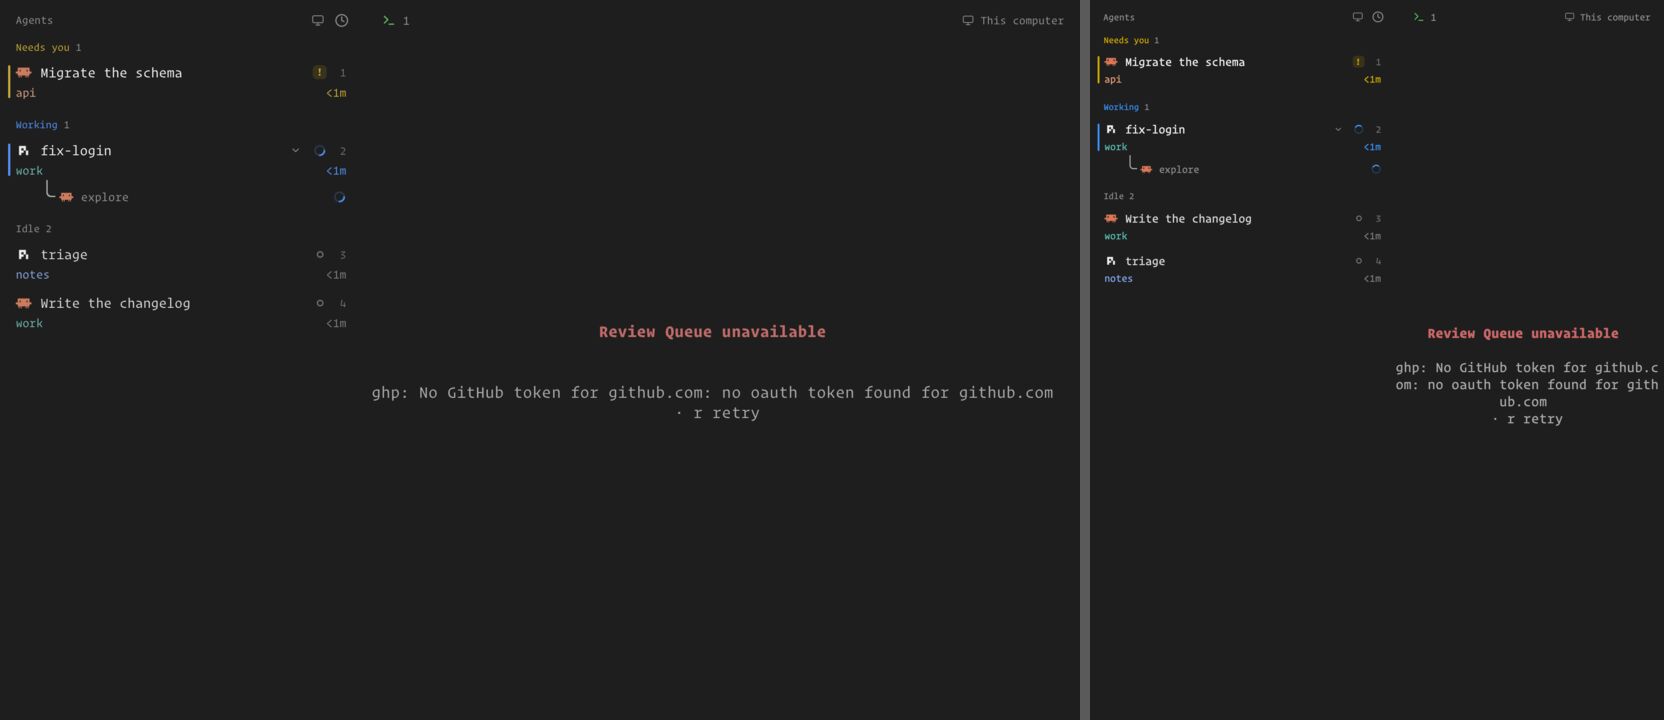 Agents
1
This computer
Needs you 1
Migrate the schema ! 1
api <1m
Working 1
fix-login 2
work <1m
explore
Idle 2
triage 3
notes <1m
Write the changelog 4
work <1m
Review Queue unavailable
ghp: No GitHub token for github.com: no oauth token found for github.com
· r retry
Agents
1
This computer
Needs you 1
Migrate the schema ! 1
api <1m
Working 1
fix-login 2
work <1m
explore
Idle 2
Write the changelog 3
work <1m
triage 4
notes <1m
Review Queue unavailable
ghp: No GitHub token for github.c
om: no oauth token found for gith
ub.com
· r retry